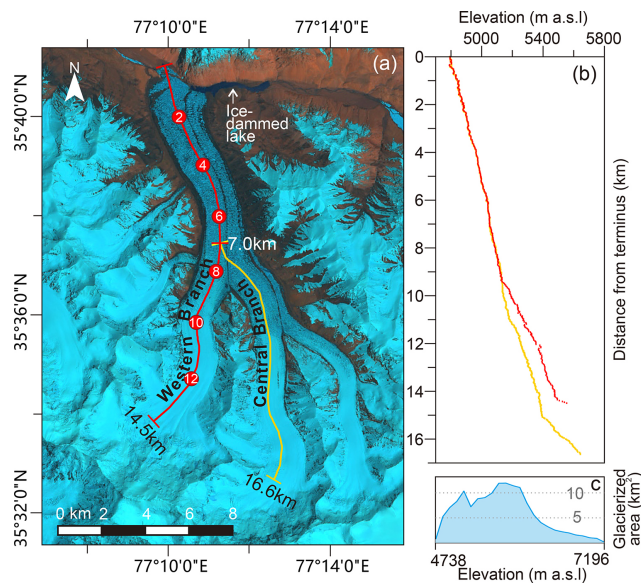 77°10'0"E
77°14'0"E
Elevation (m a.s.l)
5000
5400
5800
(a)
(b)
N
Ice-
dammed
lake
35°40'0"N
35°36'0"N
35°32'0"N
2
4
6
7.0km
8
10
12
Western Branch
Central Branch
14.5km
16.6km
0 km
2
4
6
8
77°10'0"E
77°14'0"E
0
2
4
6
8
10
12
14
16
Distance from terminus (km)
c
10
5
Glacierized
area (km²)
4738
7196
Elevation (m a.s.l)